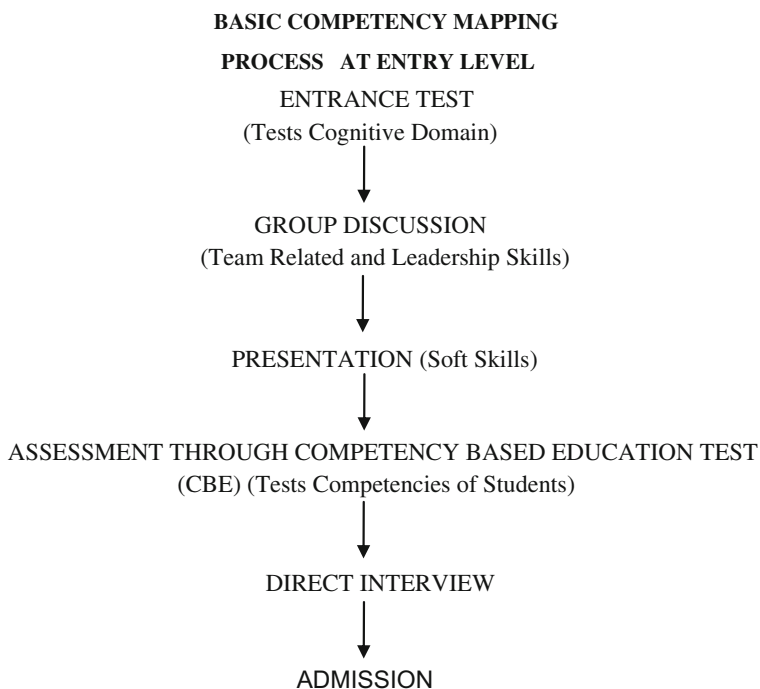 BASIC COMPETENCY MAPPING
PROCESS AT ENTRY LEVEL
ENTRANCE TEST
(Tests Cognitive Domain)
GROUP DISCUSSION
(Team Related and Leadership Skills)
PRESENTATION (Soft Skills)
ASSESSMENT THROUGH COMPETENCY BASED EDUCATION TEST
(CBE) (Tests Competencies of Students)
DIRECT INTERVIEW
ADMISSION